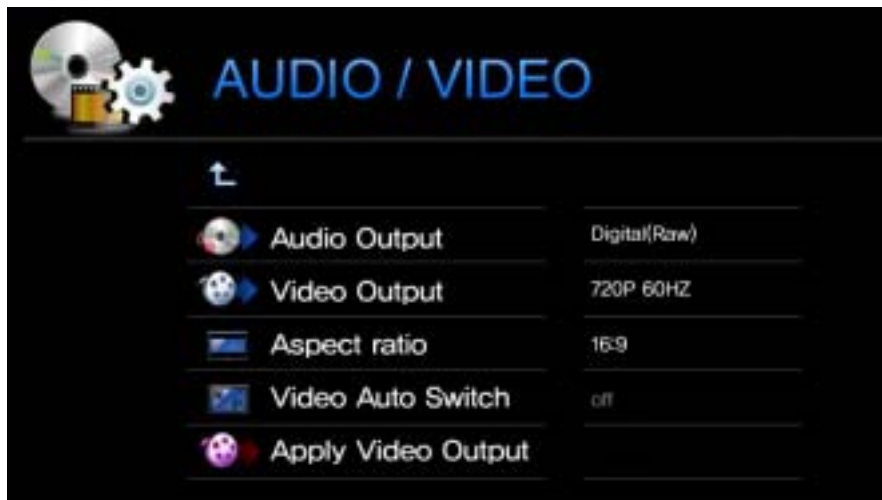 AUDIO / VIDEO
Audio Output Digital(Raw)
Video Output 720P 60HZ
Aspect ratio 16:9
Video Auto Switch off
Apply Video Output